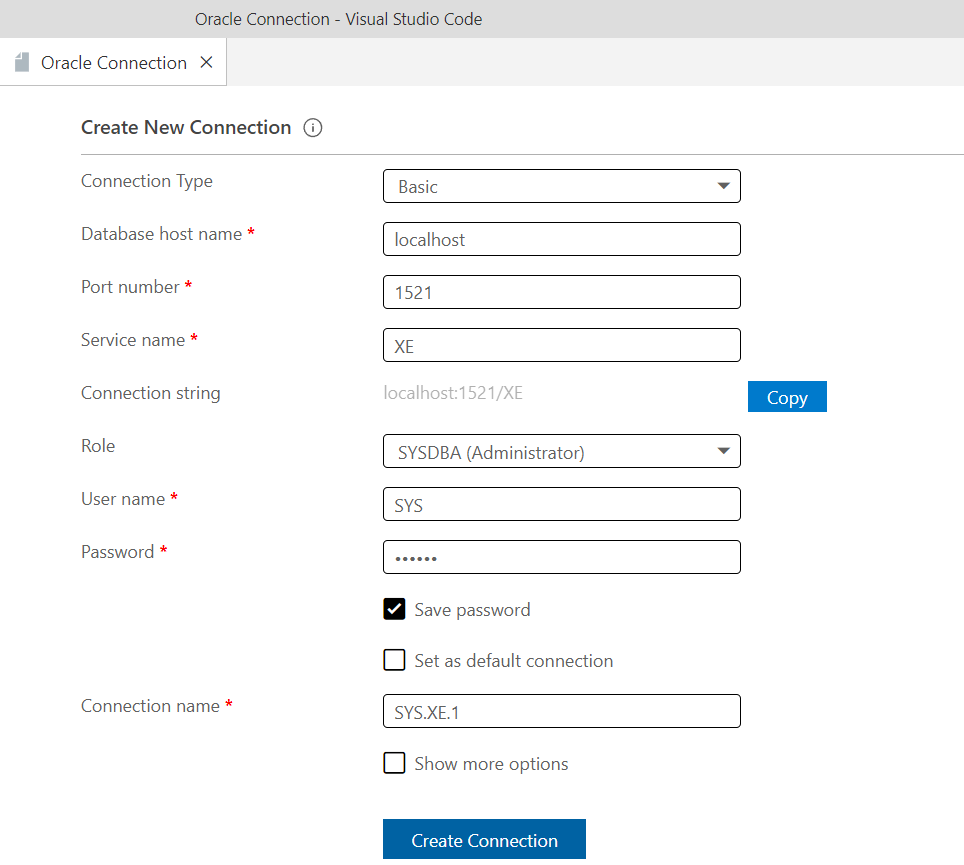 Oracle Connection - Visual Studio Code
Oracle Connection
Create New Connection
Connection Type Basic
Database host name * localhost
Port number * 1521
Service name * XE
Connection string localhost:1521/XE Copy
Role SYSDBA (Administrator)
User name * SYS
Password * ••••••
Save password
Set as default connection
Connection name * SYS.XE.1
Show more options
Create Connection